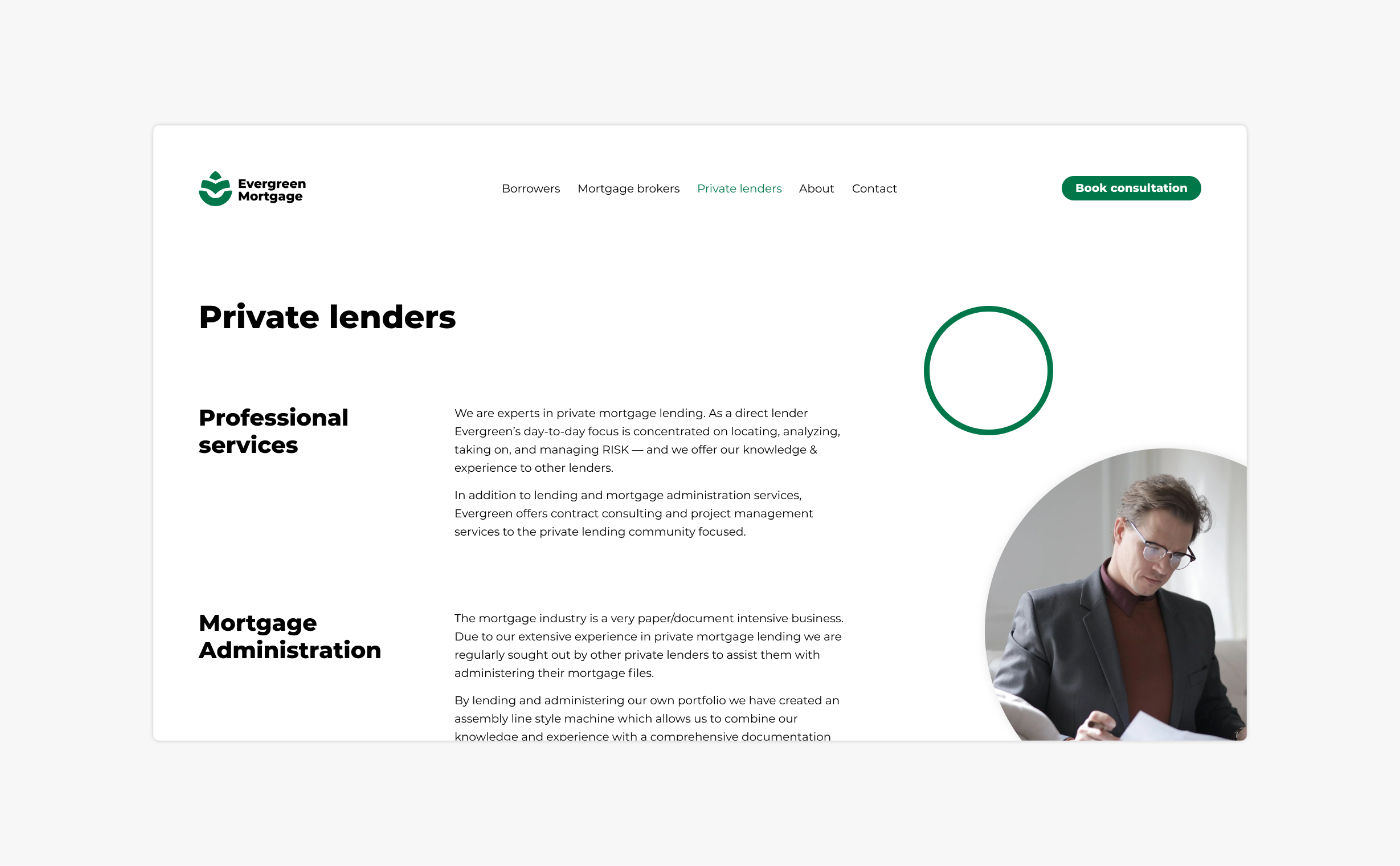 Evergreen
Mortgage
Borrowers Mortgage brokers Private lenders About Contact
Book consultation
Private lenders
Professional
services
We are experts in private mortgage lending. As a direct lender
Evergreen’s day-to-day focus is concentrated on locating, analyzing,
taking on, and managing RISK — and we offer our knowledge &
experience to other lenders.
In addition to lending and mortgage administration services,
Evergreen offers contract consulting and project management
services to the private lending community focused.
Mortgage
Administration
The mortgage industry is a very paper/document intensive business.
Due to our extensive experience in private mortgage lending we are
regularly sought out by other private lenders to assist them with
administering their mortgage files.
By lending and administering our own portfolio we have created an
assembly line style machine which allows us to combine our
knowledge and experience with a comprehensive documentation